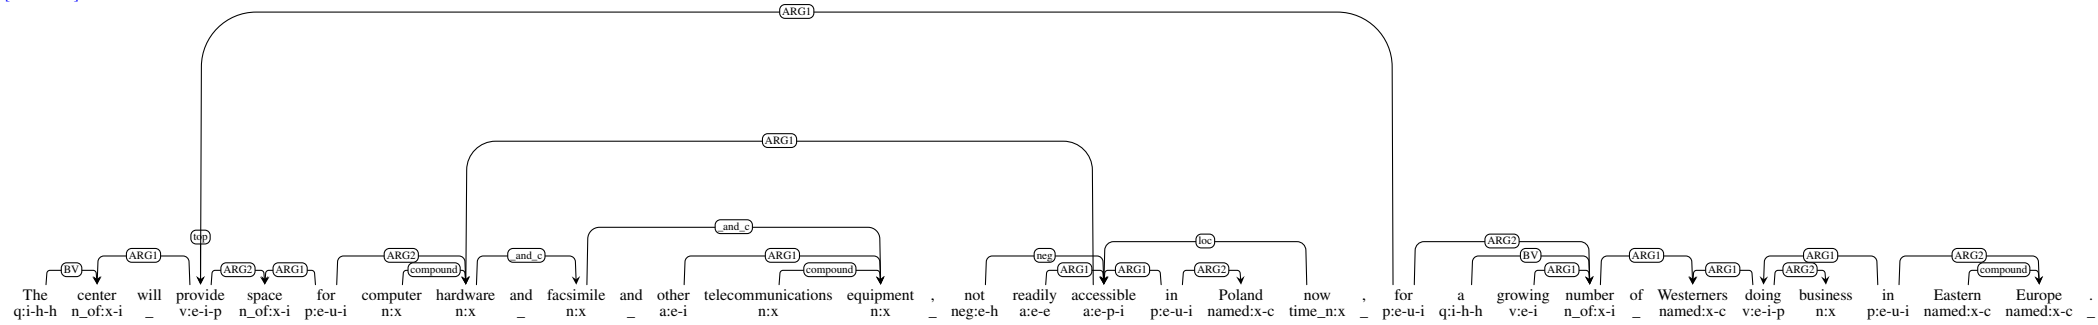 ARG1
ARG1
_and_c
top loc ARG2
ARG1 ARG2 _and_c ARG1 neg BV ARG1 ARG1 ARG2
BV ARG2 ARG1 compound compound ARG1 ARG1 ARG2 ARG1 ARG1 ARG2 compound
The center will provide space for computer hardware and facsimile and other telecommunications equipment , not readily accessible in Poland now , for a growing number of Westerners doing business in Eastern Europe .
q:i-h-h n_of:x-i _ v:e-i-p n_of:x-i p:e-u-i n:x n:x _ n:x _ a:e-i n:x n:x _ neg:e-h a:e-e a:e-p-i p:e-u-i named:x-c time_n:x _ p:e-u-i q:i-h-h v:e-i n_of:x-i _ named:x-c v:e-i-p n:x p:e-u-i named:x-c named:x-c _